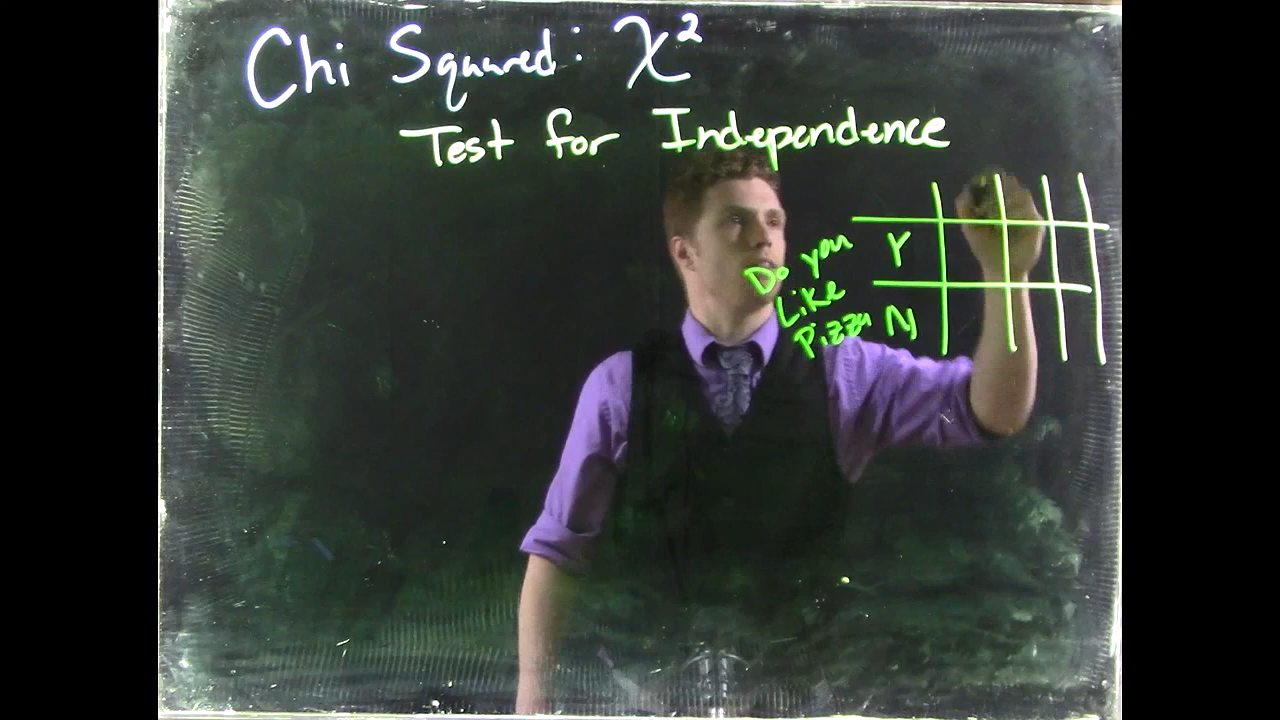 Chi Squared: χ²
Test for Independence
Do you
Like
Pizza
Y
N